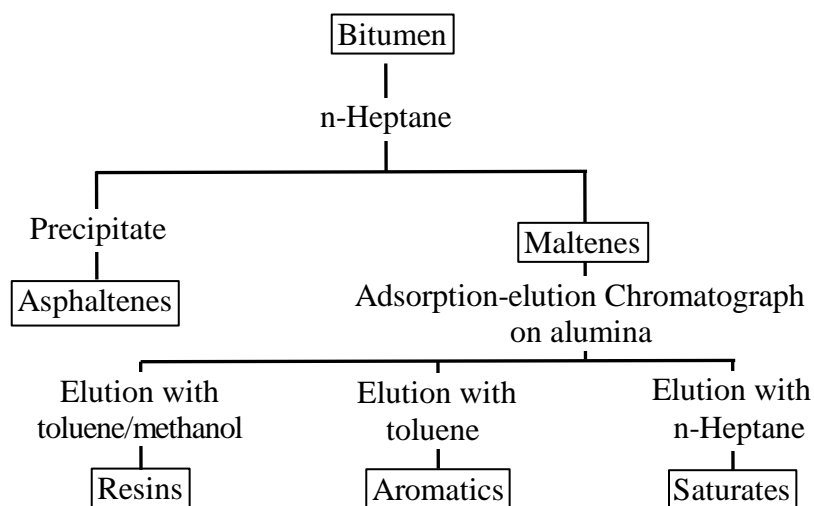 Bitumen
n-Heptane
Precipitate
Asphaltenes
Maltenes
Adsorption-elution Chromatograph
on alumina
Elution with
toluene/methanol
Resins
Elution with
toluene
Aromatics
Elution with
n-Heptane
Saturates